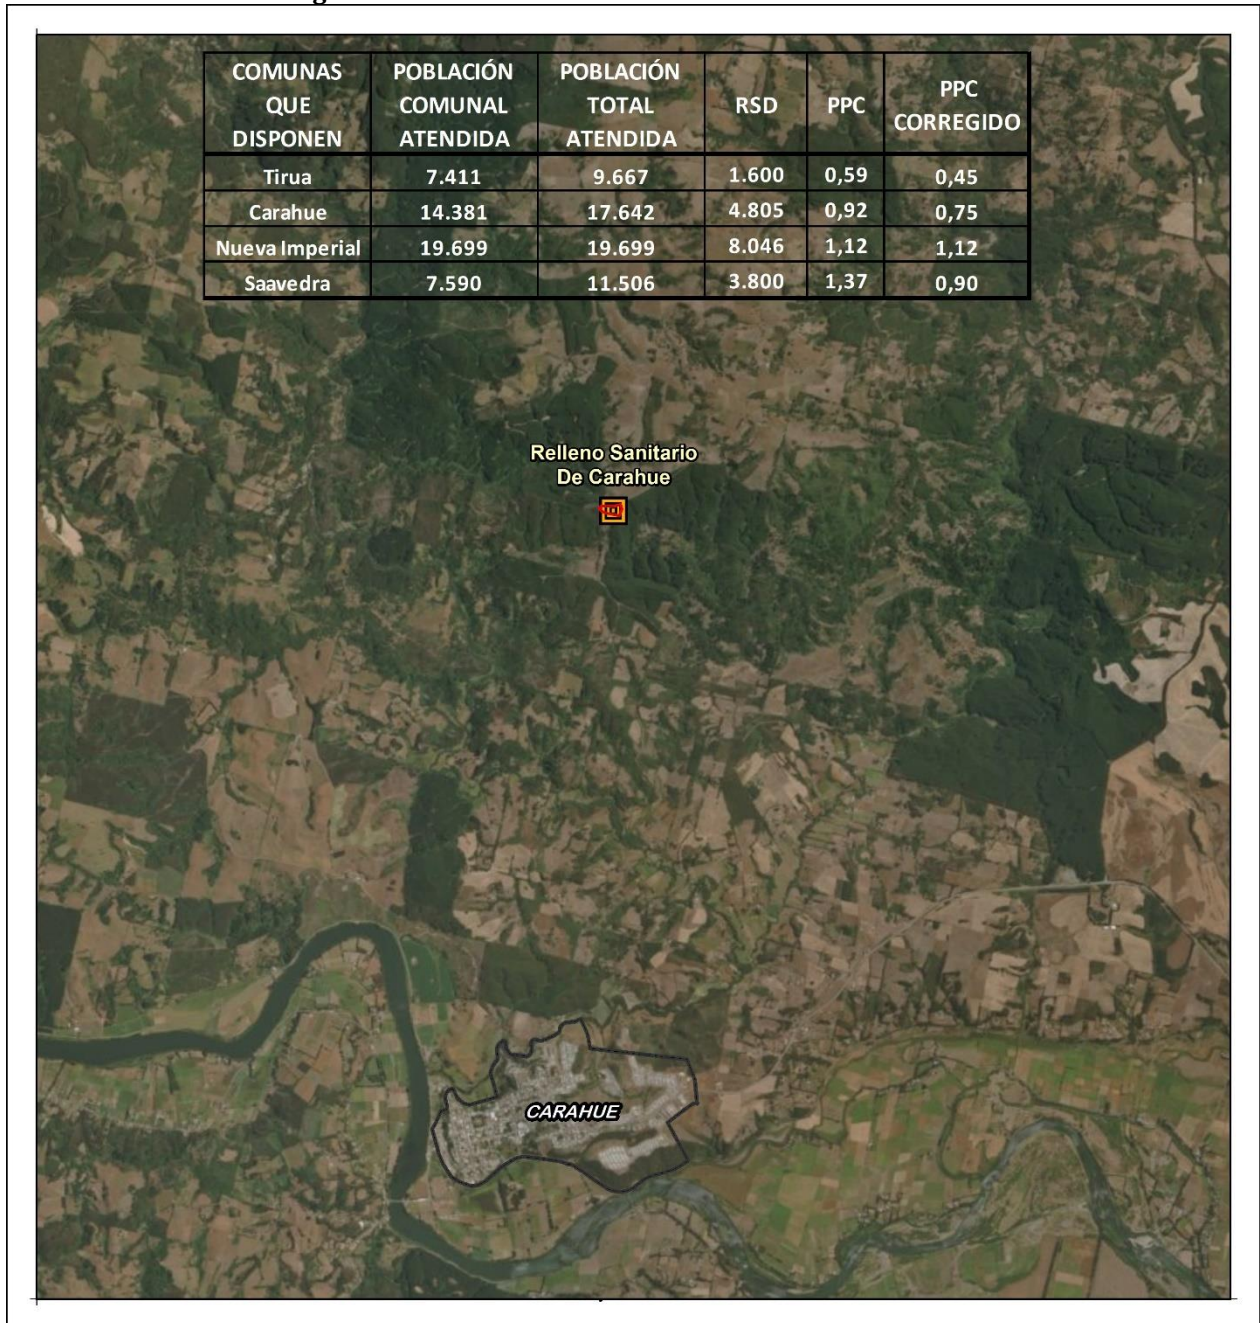 COMUNAS QUE DISPONEN POBLACIÓN COMUNAL ATENDIDA POBLACIÓN TOTAL ATENDIDA RSD PPC PPC CORREGIDO
Tirua 7.411 9.667 1.600 0,59 0,45
Carahue 14.381 17.642 4.805 0,92 0,75
Nueva Imperial 19.699 19.699 8.046 1,12 1,12
Saavedra 7.590 11.506 3.800 1,37 0,90
Relleno Sanitario
De Carahue
CARAHUE